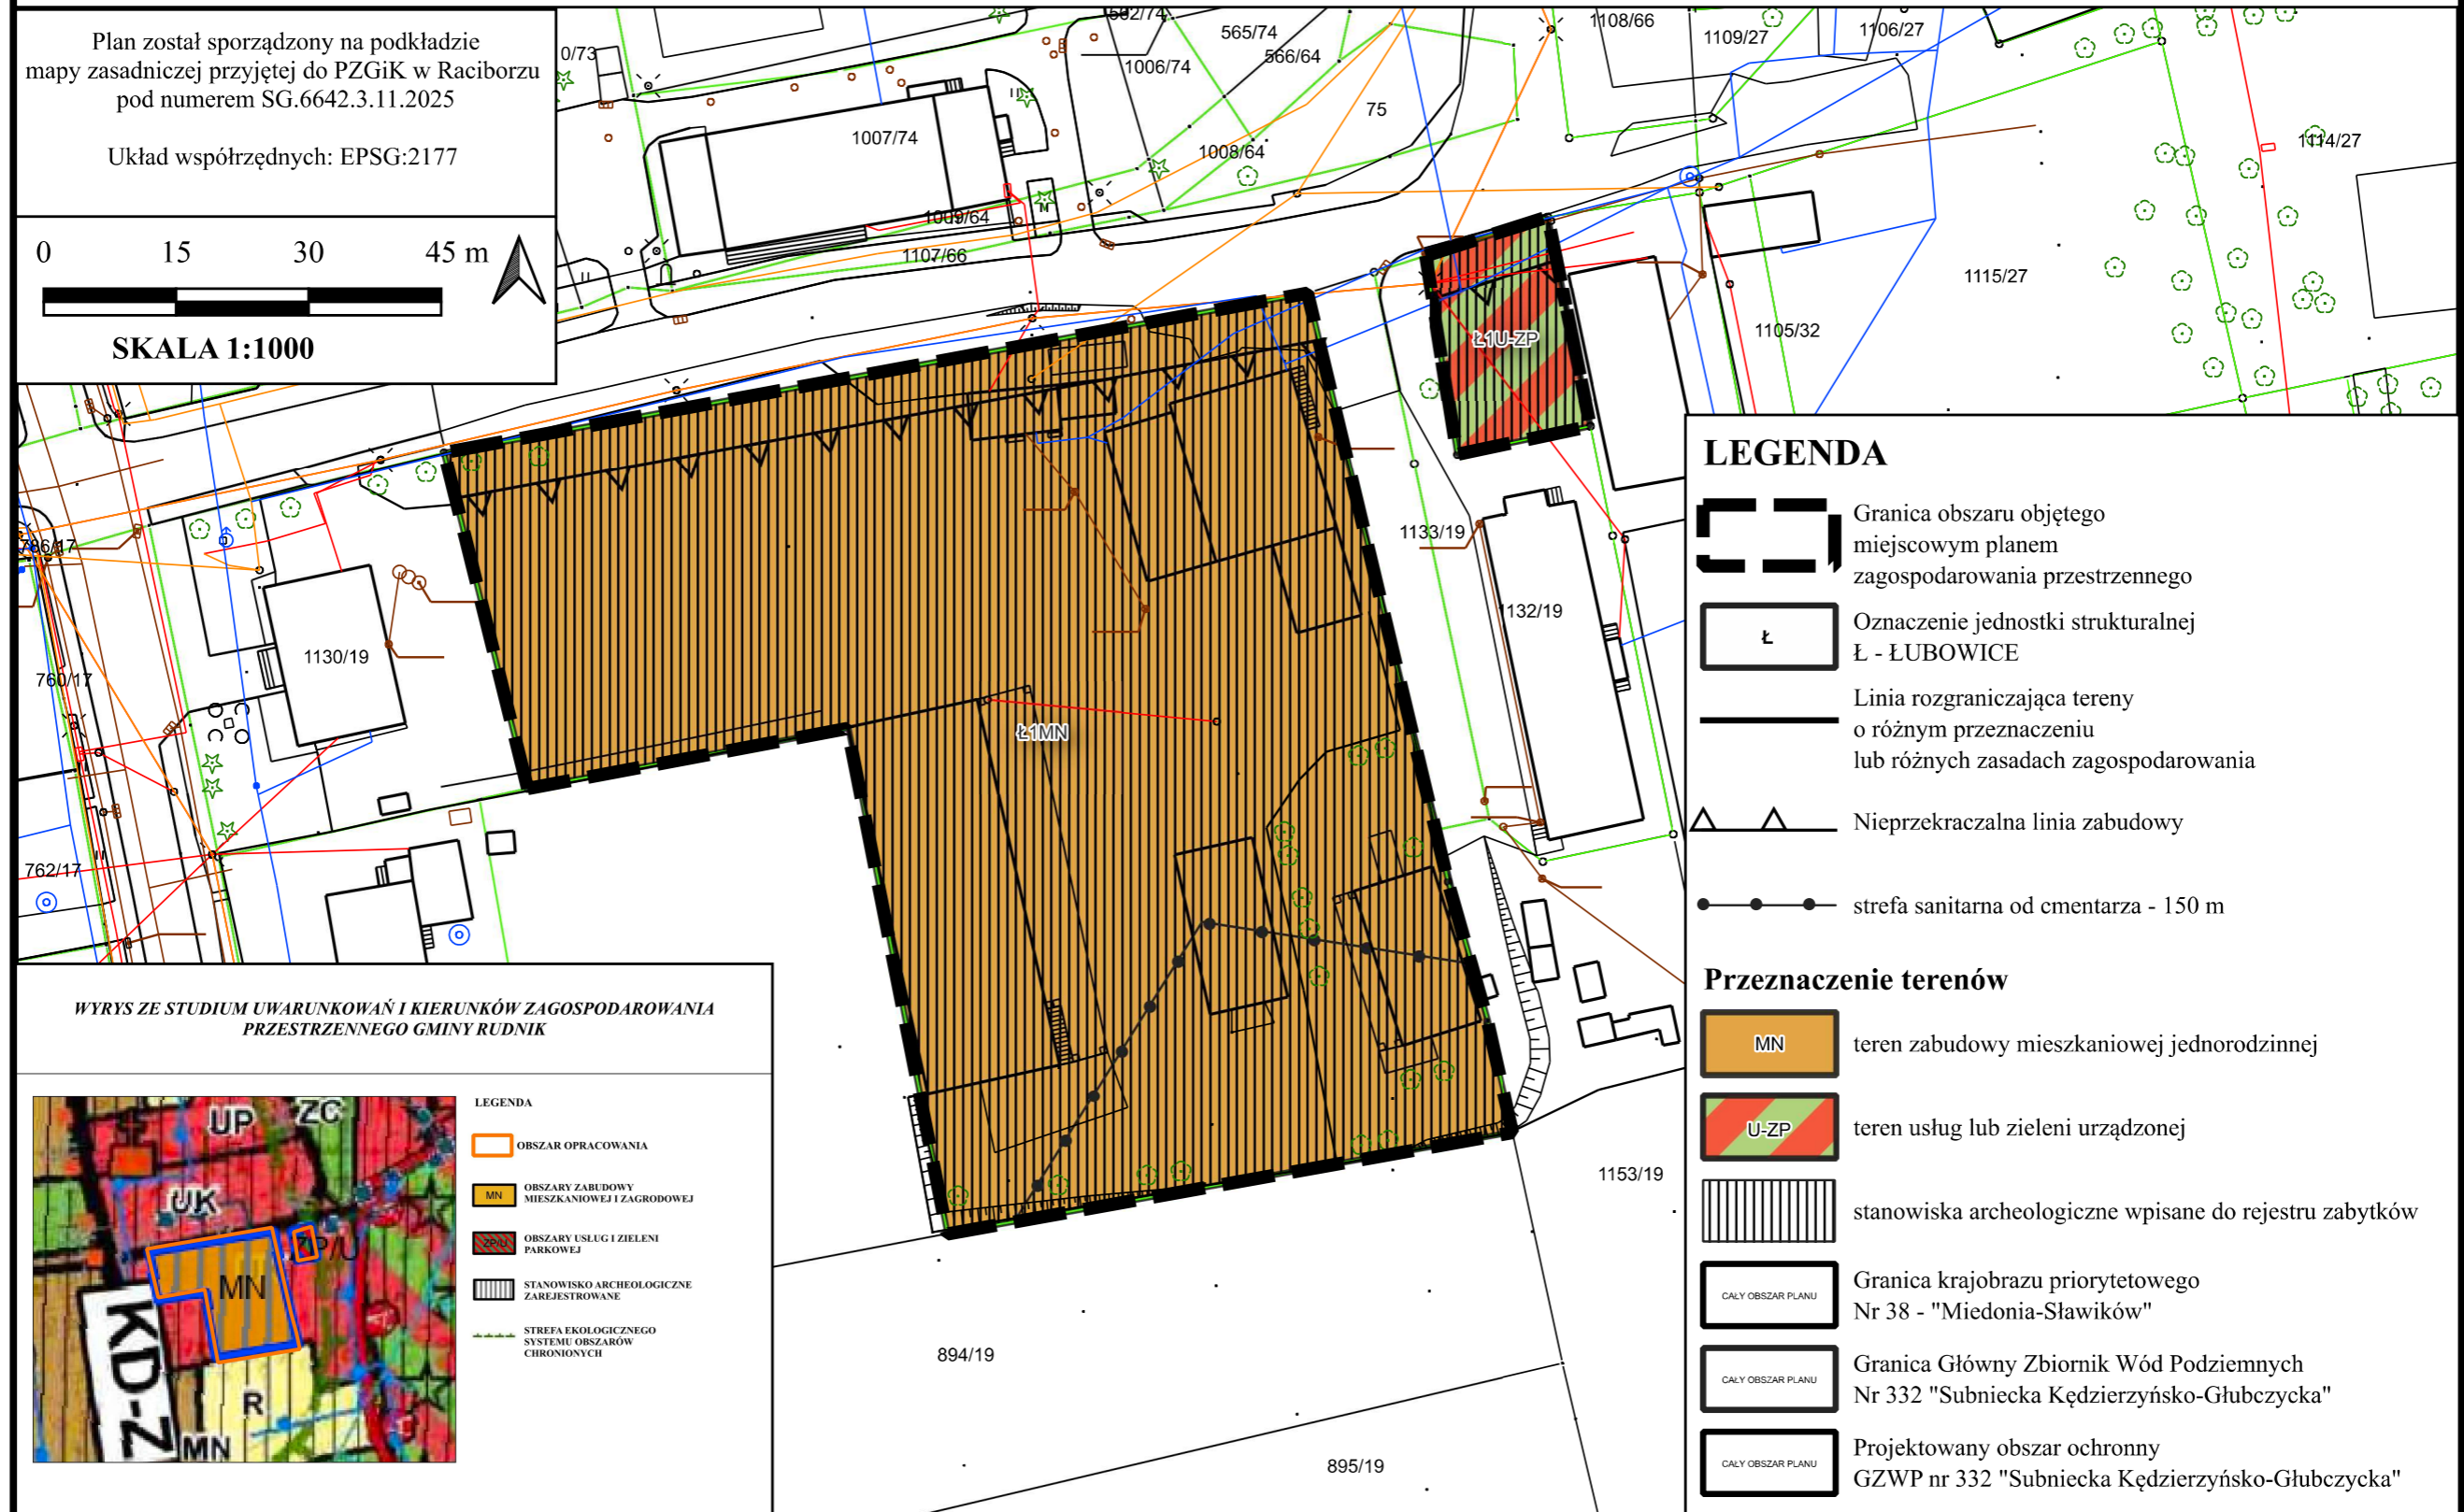 Plan został sporządzony na podkładzie
mapy zasadniczej przyjętej do PZGiK w Raciborzu
pod numerem SG.6642.3.11.2025
Układ współrzędnych: EPSG:2177
0 15 30 45 m
SKALA 1:1000
0/73
1007/74
1009/64
1107/66
562/74
1006/74
565/74
566/64
75
1008/64
1108/66
1109/27
1106/27
1114/27
1115/27
1105/32
Ł1U-ZP
786/17
1130/19
760/17
762/17
Ł1MN
1133/19
1132/19
1153/19
894/19
895/19
LEGENDA
Granica obszaru objętego
miejscowym planem
zagospodarowania przestrzennego
Ł
Oznaczenie jednostki strukturalnej
Ł - ŁUBOWICE
Linia rozgraniczająca tereny
o różnym przeznaczeniu
lub różnych zasadach zagospodarowania
Nieprzekraczalna linia zabudowy
strefa sanitarna od cmentarza - 150 m
Przeznaczenie terenów
MN
teren zabudowy mieszkaniowej jednorodzinnej
U-ZP
teren usług lub zieleni urządzonej
stanowiska archeologiczne wpisane do rejestru zabytków
CAŁY OBSZAR PLANU
Granica krajobrazu priorytetowego
Nr 38 - "Miedonia-Sławików"
CAŁY OBSZAR PLANU
Granica Główny Zbiornik Wód Podziemnych
Nr 332 "Subniecka Kędzierzyńsko-Głubczycka"
CAŁY OBSZAR PLANU
Projektowany obszar ochronny
GZWP nr 332 "Subniecka Kędzierzyńsko-Głubczycka"
WYRYS ZE STUDIUM UWARUNKOWAŃ I KIERUNKÓW ZAGOSPODAROWANIA
PRZESTRZENNEGO GMINY RUDNIK
UP
ZC
UK
ZP/U
MN
KD-Z
R
MN
LEGENDA
OBSZAR OPRACOWANIA
MN
OBSZARY ZABUDOWY
MIESZKANIOWEJ I ZAGRODOWEJ
ZP/U
OBSZARY USŁUG I ZIELENI
PARKOWEJ
STANOWISKO ARCHEOLOGICZNE
ZAREJESTROWANE
STREFA EKOLOGICZNEGO
SYSTEMU OBSZARÓW
CHRONIONYCH